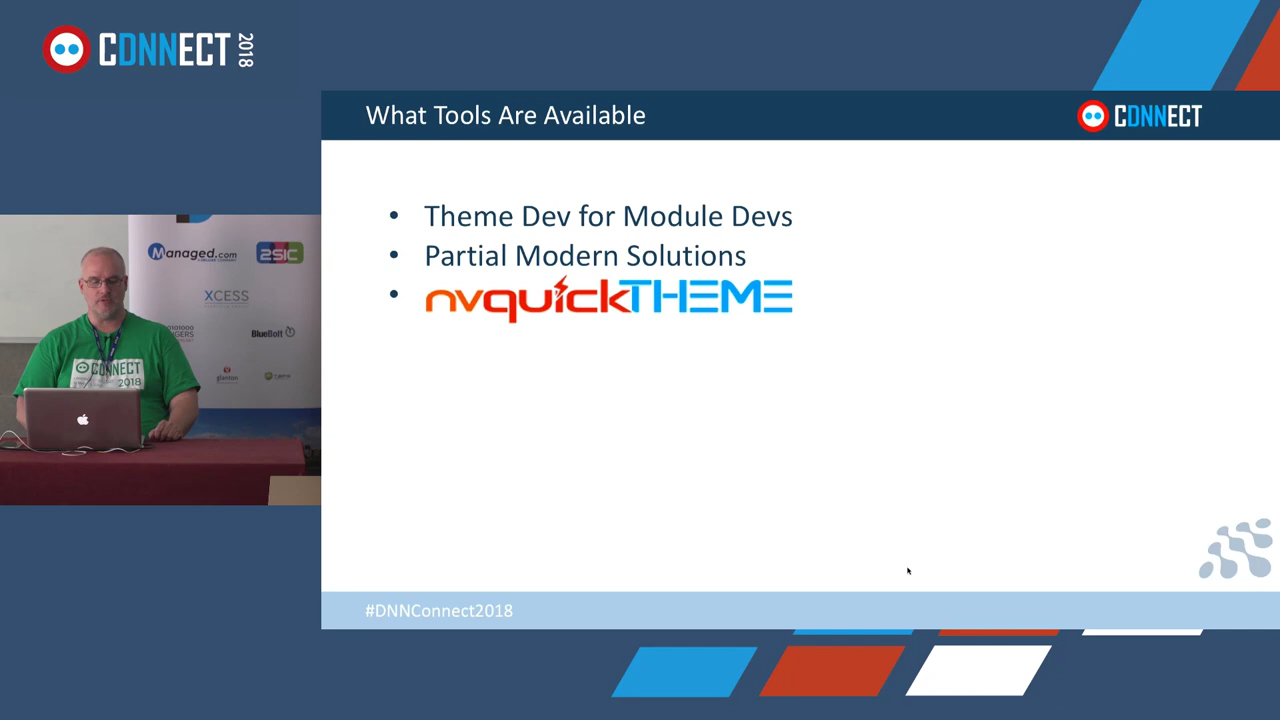 CDNNECT 2018
What Tools Are Available
CDNNECT
• Theme Dev for Module Devs
• Partial Modern Solutions
• nvquickTHEME
Managed.com
2SIC
XCESS
BlueBolt
CONNECT
2018
#DNNConnect2018